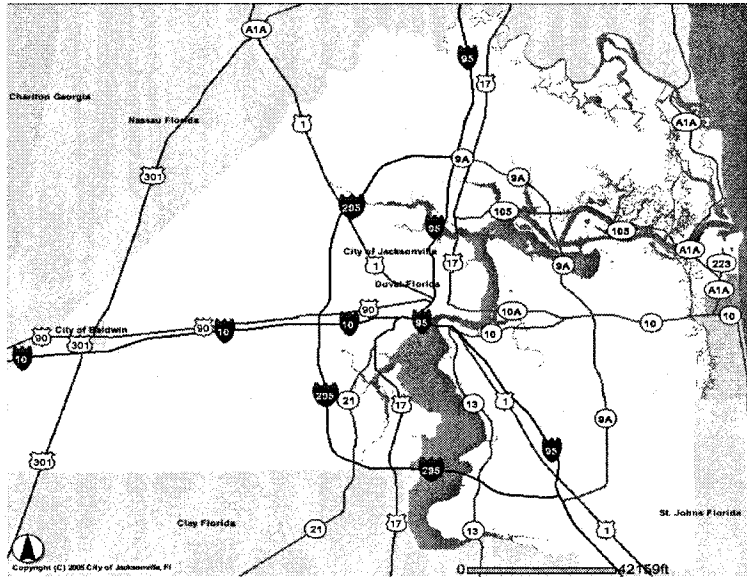 A1A
95
17
Charlton Georgia
Nassau Florida
1
A1A
301
9A
9A
295
105
95
105
City of Jacksonville
A1A
1
17
9A
223
Duval Florida
A1A
90
10A
90
City of Baldwin
90
10
10
95
10
10
10
301
10
295
21
17
13
1
9A
95
301
295
St. Johns Florida
Clay Florida
21
17
13
1
Copyright (C) 2005 City of Jacksonville, Fl
0 42159ft